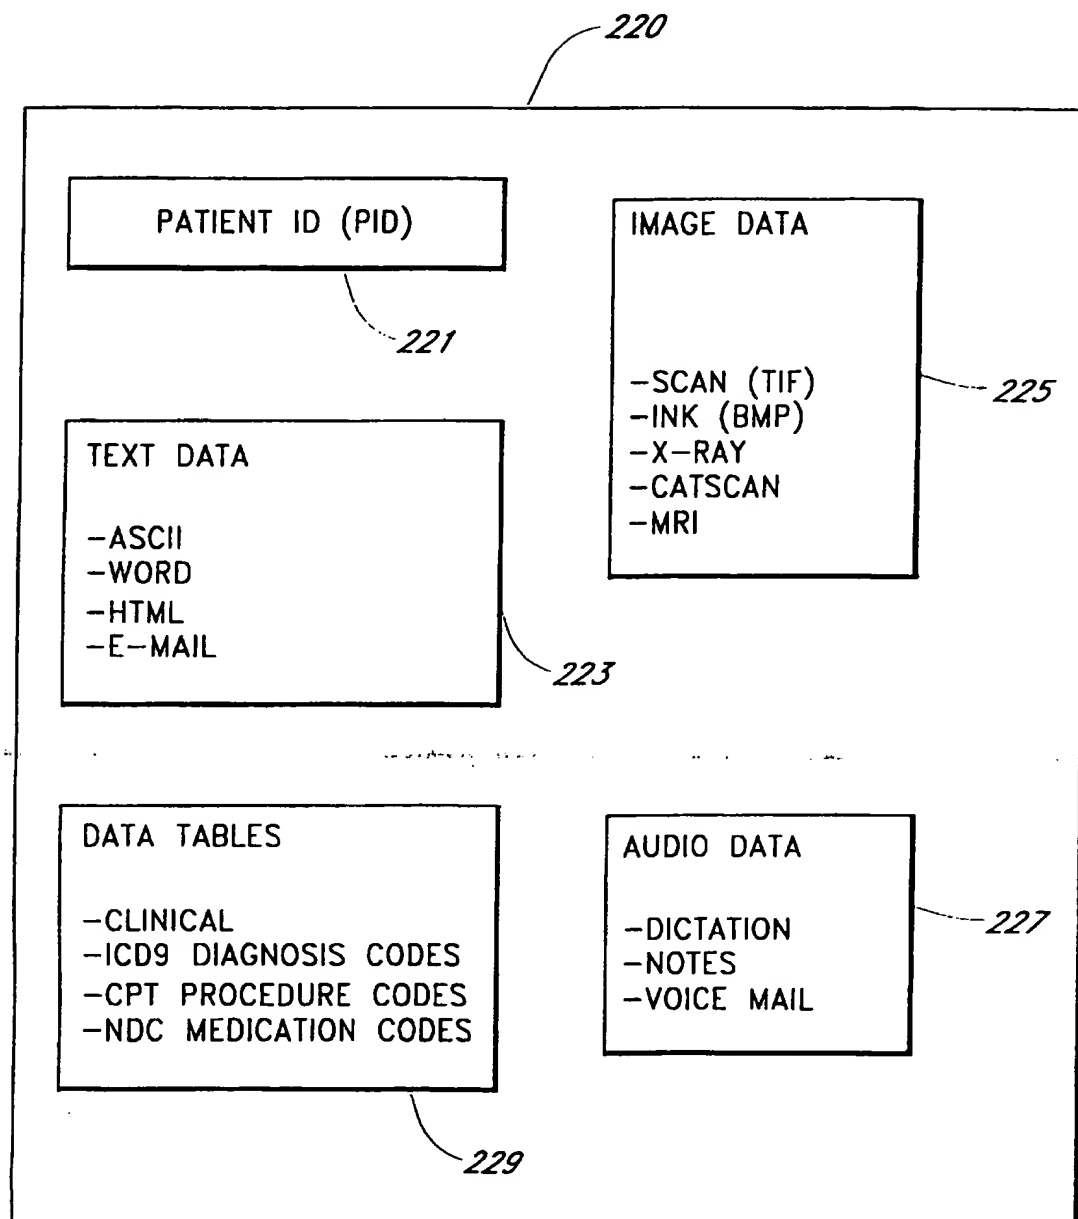 220
PATIENT ID (PID)
221
IMAGE DATA
-SCAN (TIF)
-INK (BMP)
-X-RAY
-CATSCAN
-MRI
225
TEXT DATA
-ASCII
-WORD
-HTML
-E-MAIL
223
DATA TABLES
-CLINICAL
-ICD9 DIAGNOSIS CODES
-CPT PROCEDURE CODES
-NDC MEDICATION CODES
229
AUDIO DATA
-DICTATION
-NOTES
-VOICE MAIL
227